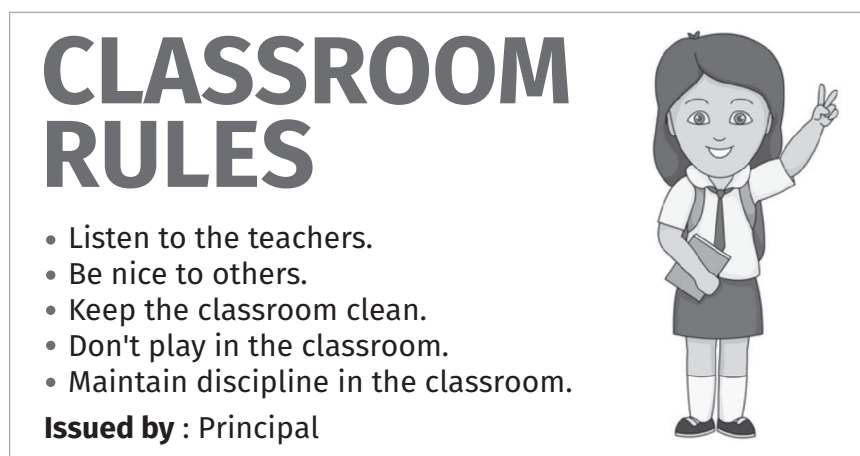 CLASSROOM
RULES
• Listen to the teachers.
• Be nice to others.
• Keep the classroom clean.
• Don't play in the classroom.
• Maintain discipline in the classroom.
Issued by : Principal